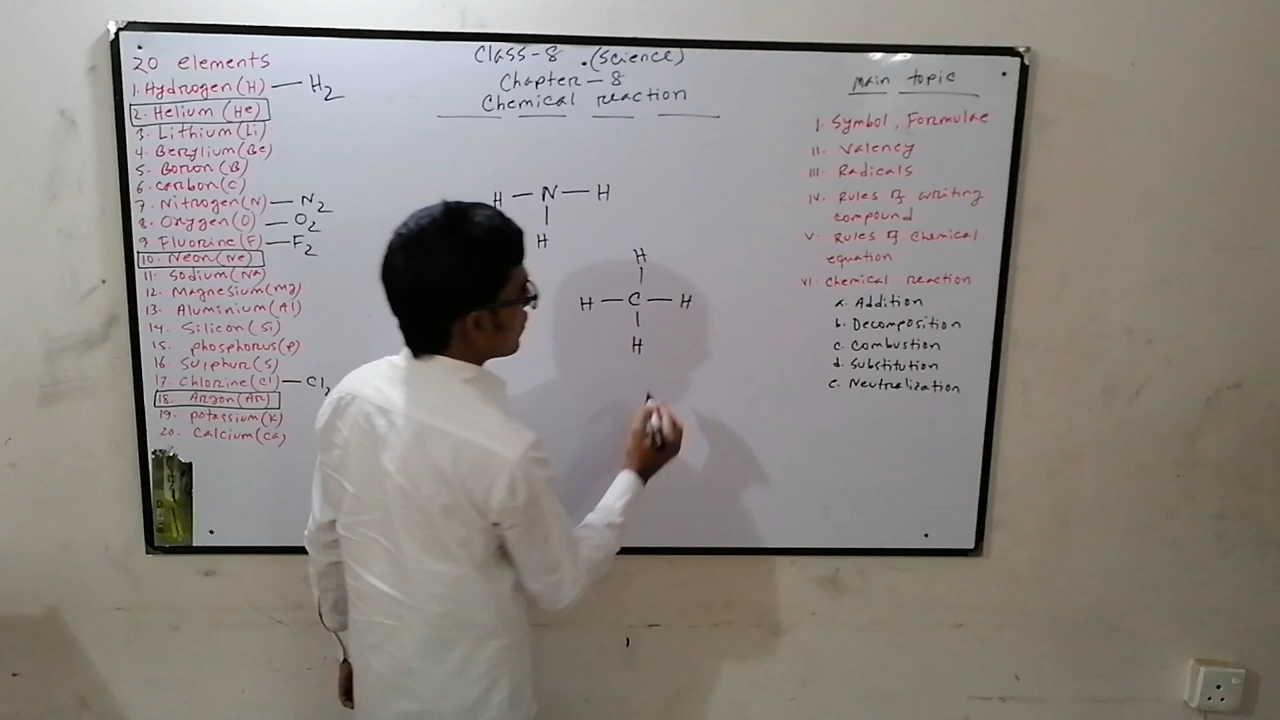 20 elements
1. Hydrogen (H) — H2
2. Helium (He)
3. Lithium (Li)
4. Berylium (Be)
5. Boron (B)
6. Carbon (C)
7. Nitrogen (N) — N2
8. Oxygen (O) — O2
9. Fluorine (F) — F2
10. Neon (Ne)
11. Sodium (Na)
12. Magnesium (Mg)
13. Aluminium (Al)
14. Silicon (Si)
15. phosphorus (P)
16. Sulphur (S)
17. Chlorine (Cl) — Cl2
18. Argon (Ar)
19. potassium (K)
20. Calcium (Ca)
Class-8 . (Science)
Chapter-8
Chemical reaction
H — N — H
H
H
H — C — H
H
Main topic
I. Symbol, Formulae
II. Valency
III. Radicals
IV. Rules of writing
compound
V. Rules of Chemical
equation
VI. Chemical reaction
a. Addition
b. Decomposition
c. Combustion
d. Substitution
e. Neutralization